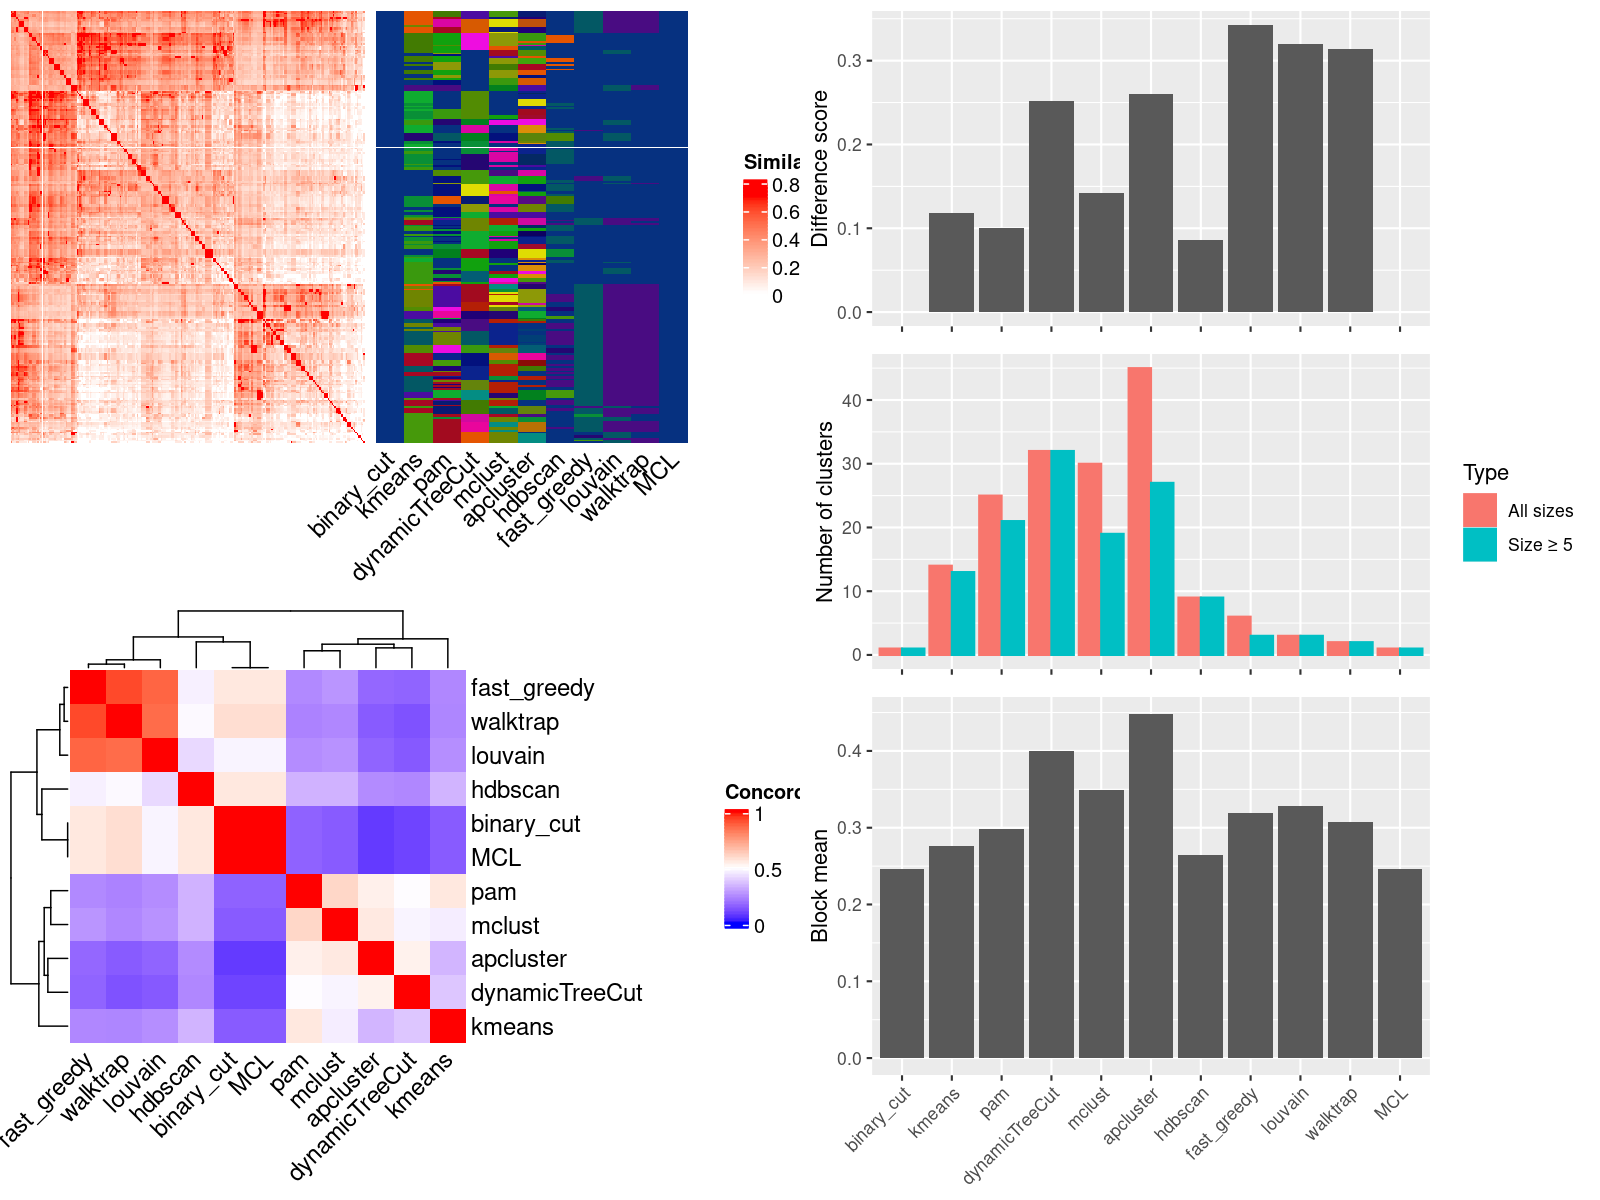 Simila
0.8
0.6
0.4
0.2
0
binary_cut
kmeans
pam
dynamicTreeCut
mclust
apcluster
hdbscan
fast_greedy
louvain
walktrap
MCL
Difference score
0.3
0.2
0.1
0.0
Number of clusters
40
30
20
10
0
Type
All sizes
Size ≥ 5
fast_greedy
walktrap
louvain
hdbscan
binary_cut
MCL
pam
mclust
apcluster
dynamicTreeCut
kmeans
fast_greedy
walktrap
louvain
hdbscan
binary_cut
MCL
pam
mclust
apcluster
dynamicTreeCut
kmeans
Concord
1
0.5
0
Block mean
0.4
0.3
0.2
0.1
0.0
binary_cut
kmeans
pam
dynamicTreeCut
mclust
apcluster
hdbscan
fast_greedy
louvain
walktrap
MCL